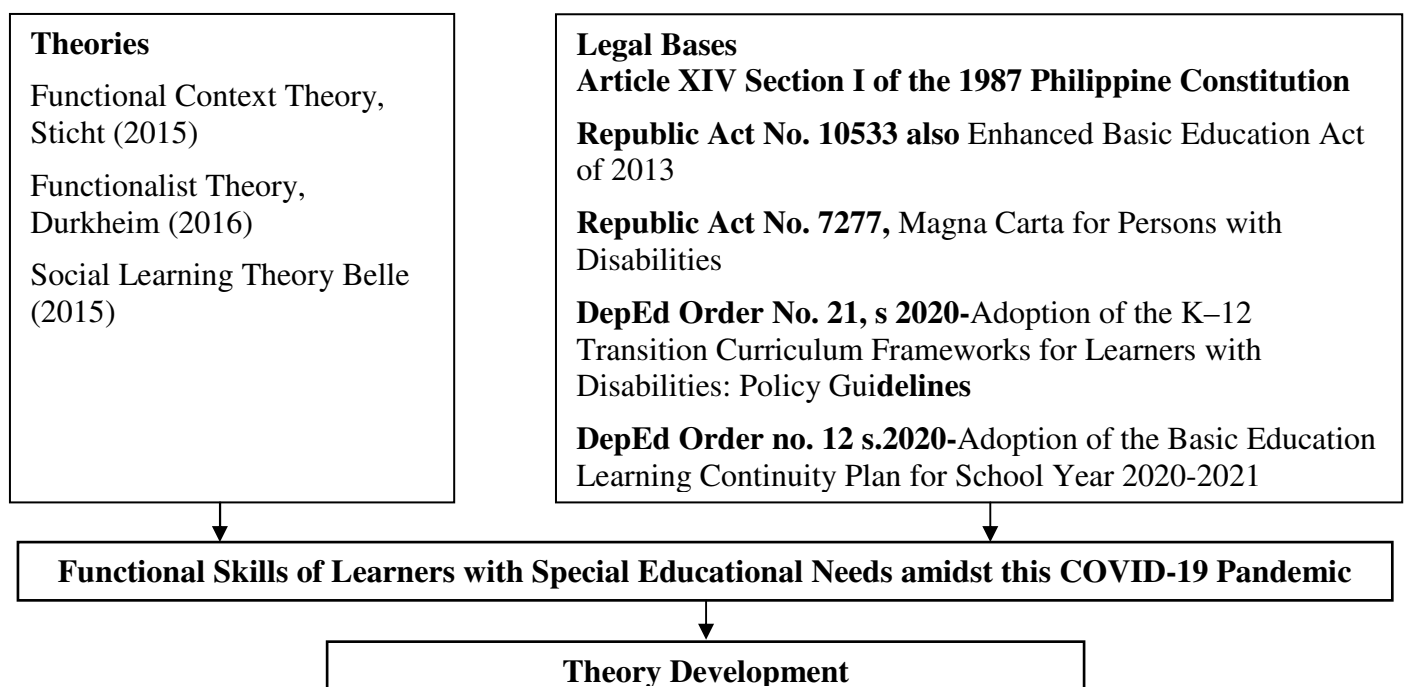 Theories
Functional Context Theory,
Sticht (2015)
Functionalist Theory,
Durkheim (2016)
Social Learning Theory Belle
(2015)
Legal Bases
Article XIV Section I of the 1987 Philippine Constitution
Republic Act No. 10533 also Enhanced Basic Education Act
of 2013
Republic Act No. 7277, Magna Carta for Persons with
Disabilities
DepEd Order No. 21, s 2020-Adoption of the K–12
Transition Curriculum Frameworks for Learners with
Disabilities: Policy Guidelines
DepEd Order no. 12 s.2020-Adoption of the Basic Education
Learning Continuity Plan for School Year 2020-2021
Functional Skills of Learners with Special Educational Needs amidst this COVID-19 Pandemic
Theory Development